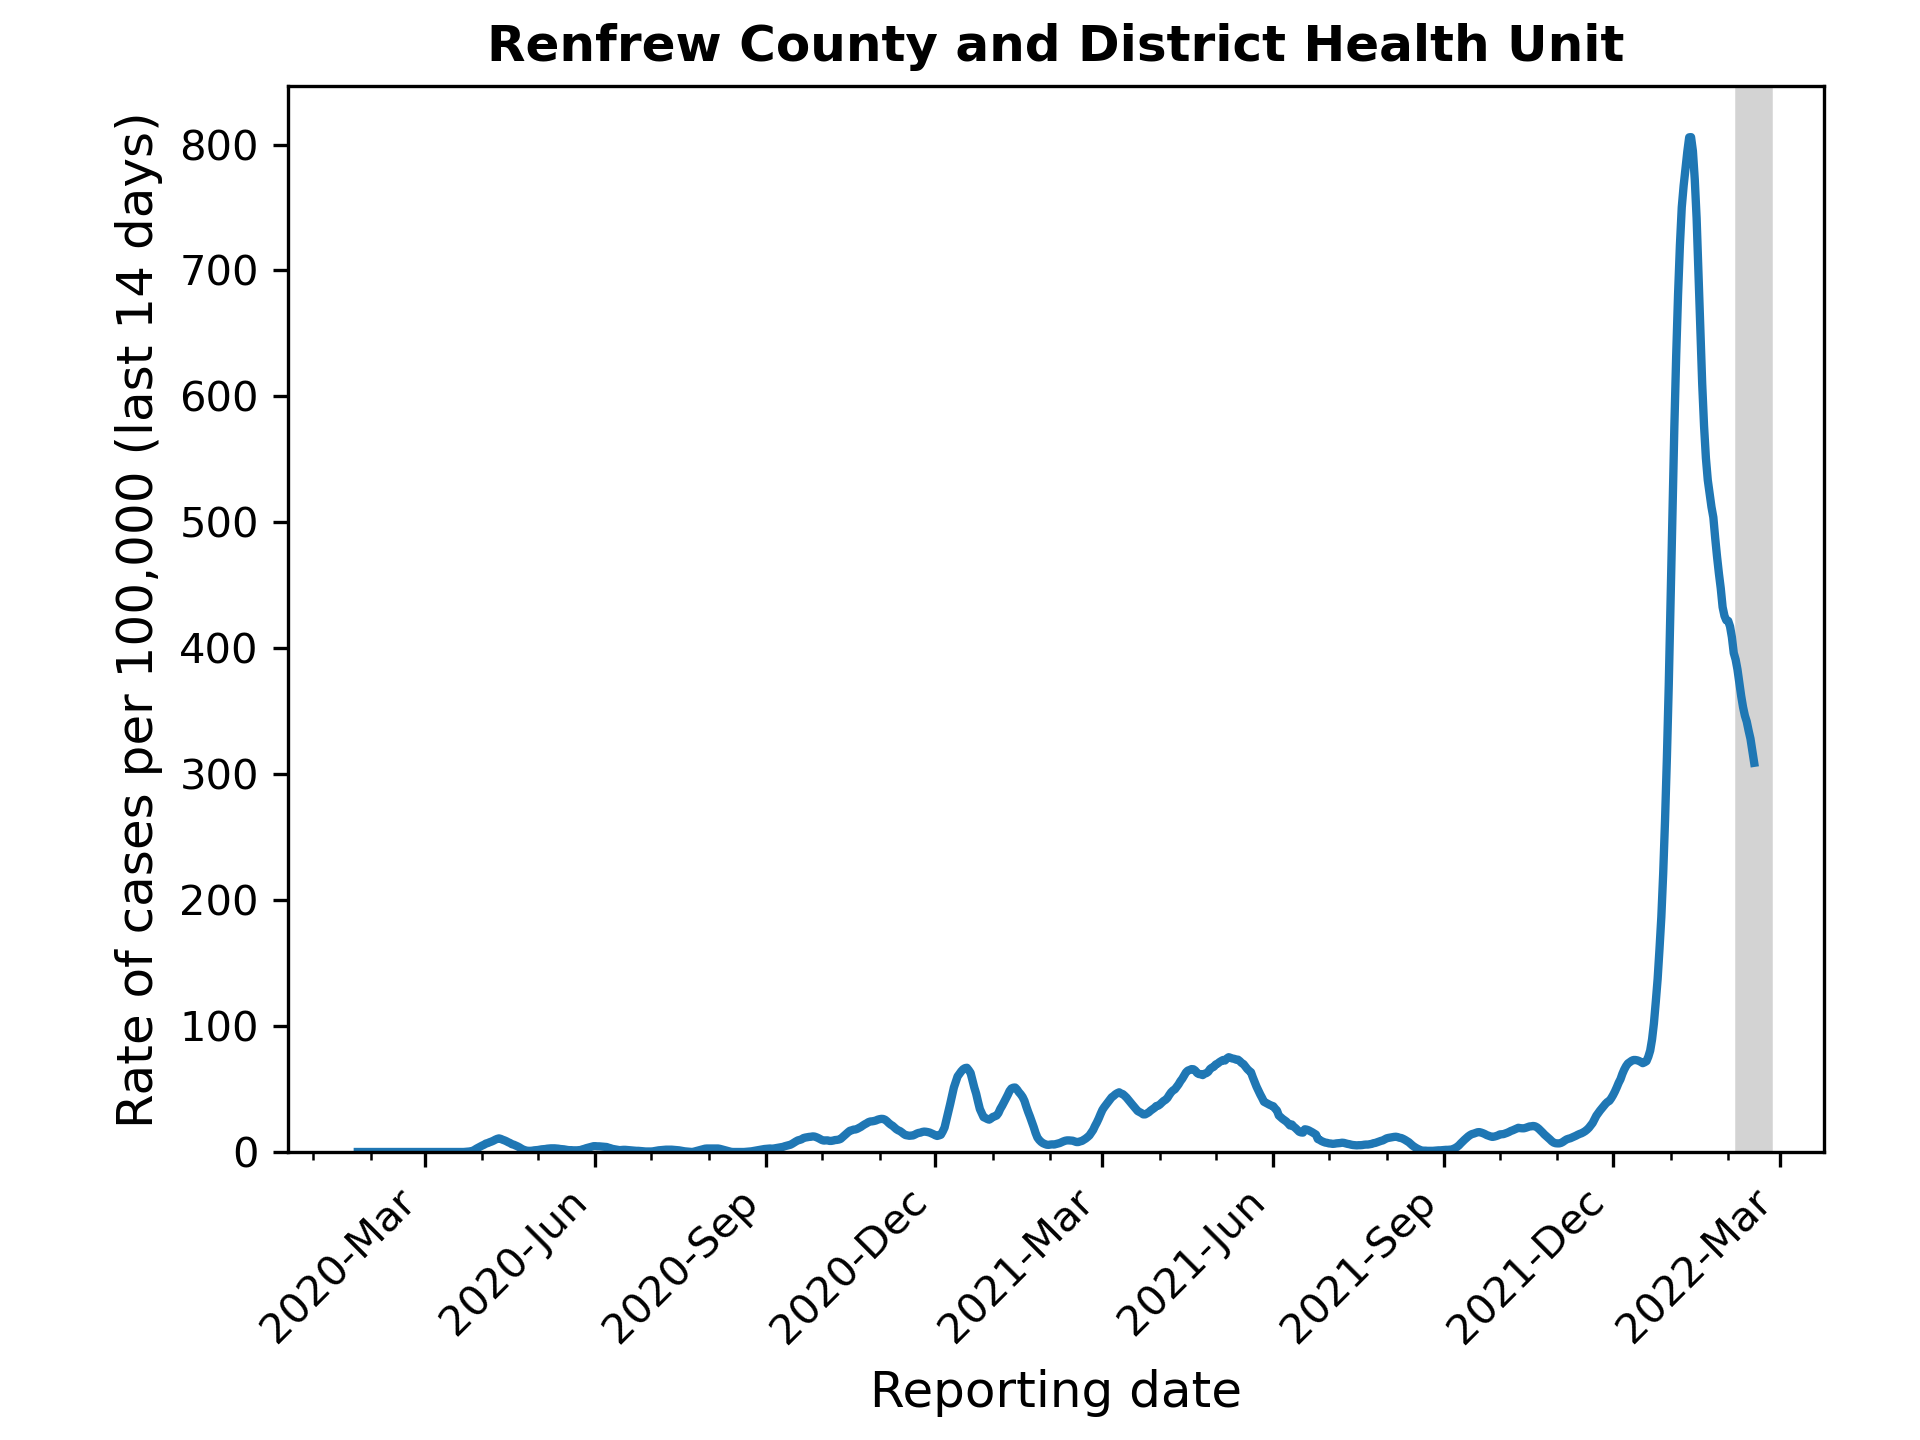 Renfrew County and District Health Unit
Rate of cases per 100,000 (last 14 days)
800
700
600
500
400
300
200
100
0
2020-Mar
2020-Jun
2020-Sep
2020-Dec
2021-Mar
2021-Jun
2021-Sep
2021-Dec
2022-Mar
Reporting date